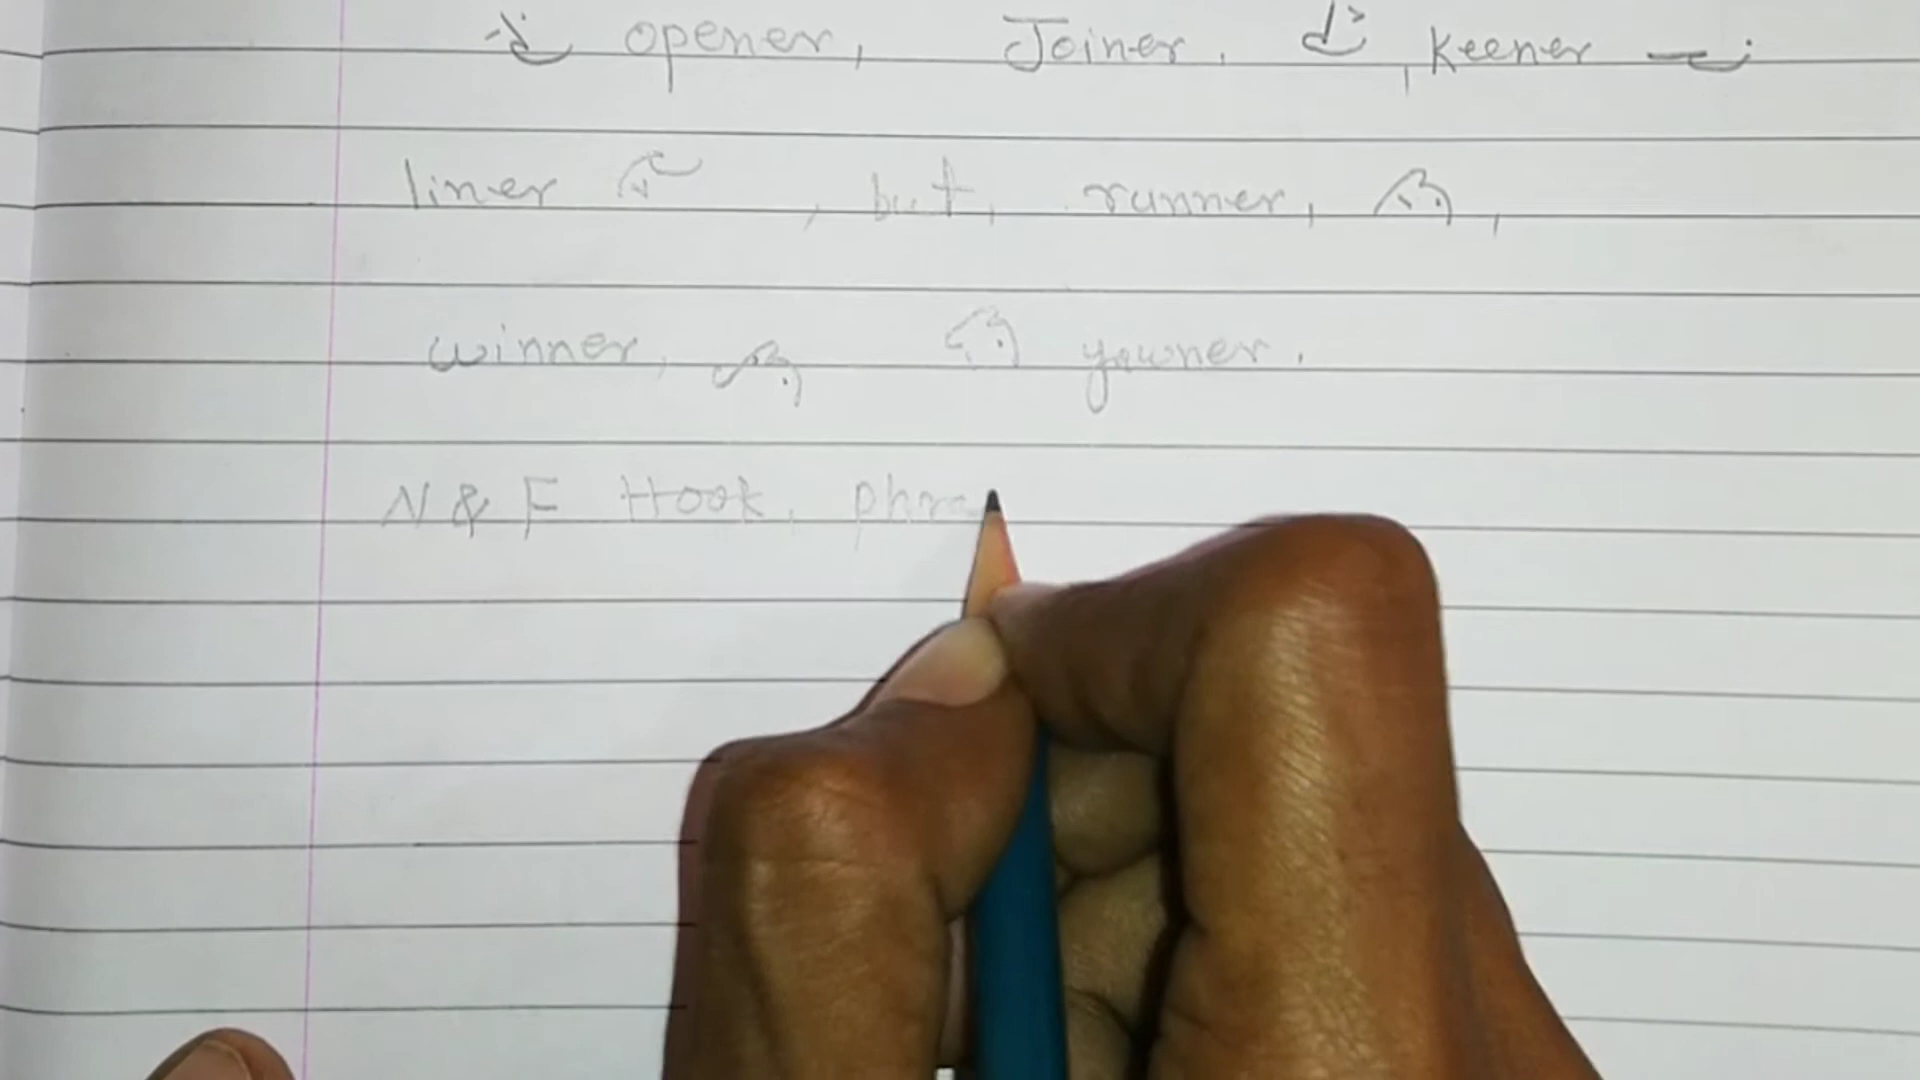 opener, Joiner. , Keener
liner , but, runner, ,
winner, yawner.
N & F Hook, phra